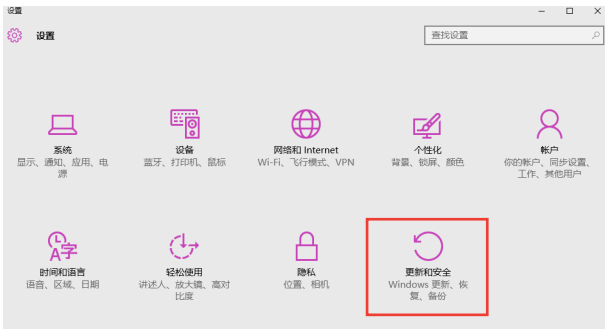 设置
设置
查找设置
系统
显示、通知、应用、电
源
设备
蓝牙、打印机、鼠标
网络和 Internet
Wi-Fi、飞行模式、VPN
个性化
背景、锁屏、颜色
帐户
你的帐户、同步设置、
工作、其他用户
时间和语言
语音、区域、日期
轻松使用
讲述人、放大镜、高对
比度
隐私
位置、相机
更新和安全
Windows 更新、恢
复、备份